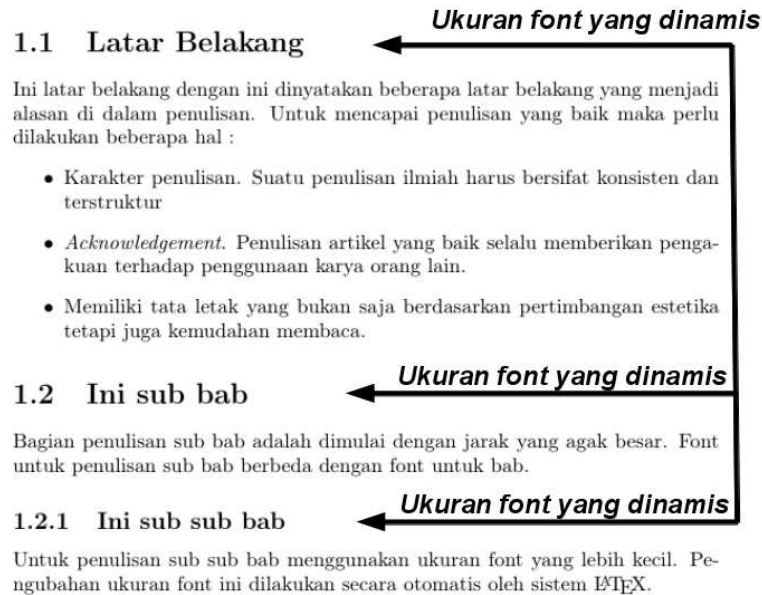 Ukuran font yang dinamis
1.1 Latar Belakang
Ini latar belakang dengan ini dinyatakan beberapa latar belakang yang menjadi
alasan di dalam penulisan. Untuk mencapai penulisan yang baik maka perlu
dilakukan beberapa hal :
• Karakter penulisan. Suatu penulisan ilmiah harus bersifat konsisten dan
terstruktur
• Acknowledgement. Penulisan artikel yang baik selalu memberikan penga-
kuan terhadap penggunaan karya orang lain.
• Memiliki tata letak yang bukan saja berdasarkan pertimbangan estetika
tetapi juga kemudahan membaca.
Ukuran font yang dinamis
1.2 Ini sub bab
Bagian penulisan sub bab adalah dimulai dengan jarak yang agak besar. Font
untuk penulisan sub bab berbeda dengan font untuk bab.
Ukuran font yang dinamis
1.2.1 Ini sub sub bab
Untuk penulisan sub sub bab menggunakan ukuran font yang lebih kecil. Pe-
ngubahan ukuran font ini dilakukan secara otomatis oleh sistem LATEX.